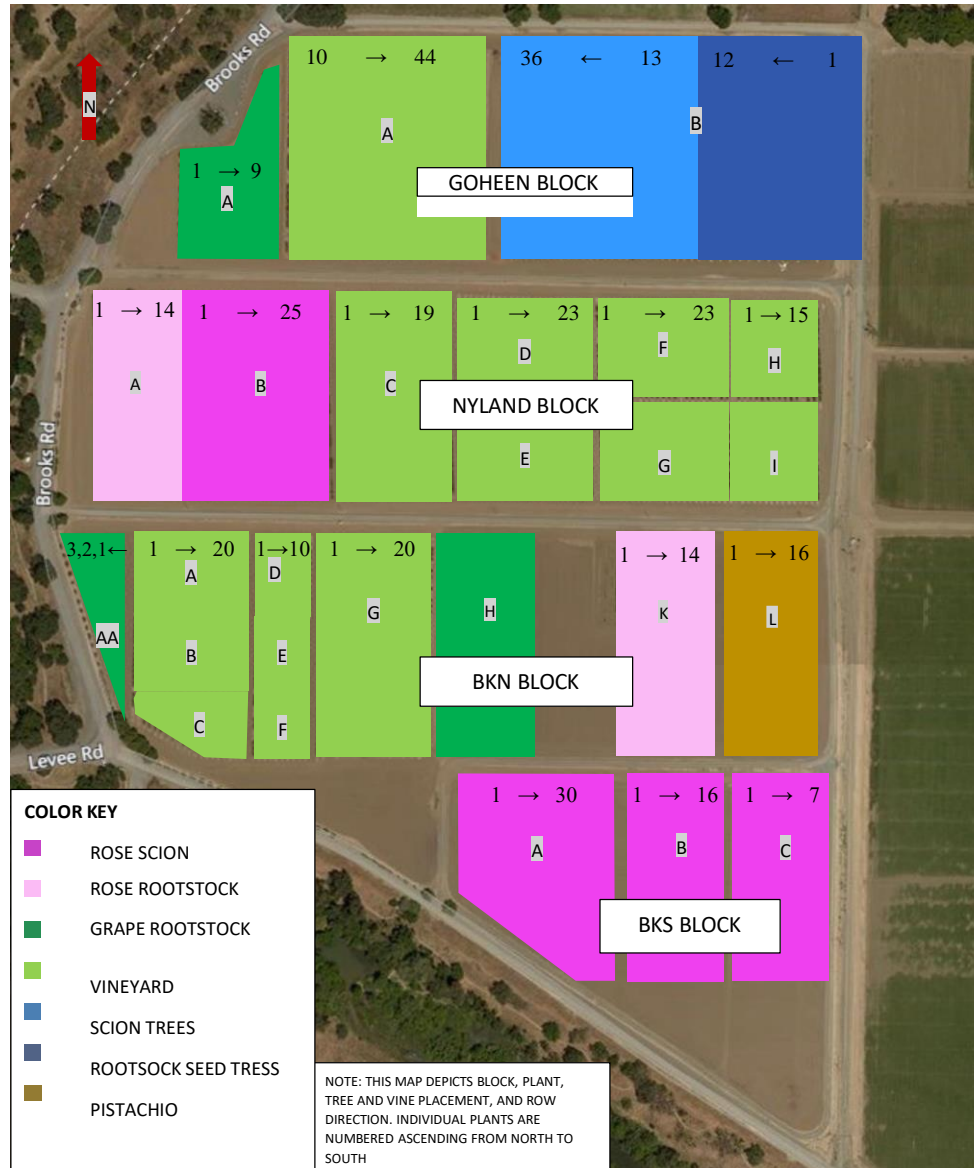 Brooks Rd
N
10 → 44
36 ← 13
12 ← 1
A
B
1 → 9
A
GOHEEN BLOCK
1 → 14
1 → 25
1 → 19
1 → 23
1 → 23
1 → 15
A
B
C
D
F
H
NYLAND BLOCK
E
G
I
Brooks Rd
3,2,1←
1 → 20
1→10
1 → 20
1 → 14
1 → 16
A
D
G
H
K
L
AA
B
E
BKN BLOCK
C
F
Levee Rd
1 → 30
1 → 16
1 → 7
A
B
C
BKS BLOCK
COLOR KEY
ROSE SCION
ROSE ROOTSTOCK
GRAPE ROOTSTOCK
VINEYARD
SCION TREES
ROOTSOCK SEED TRESS
PISTACHIO
NOTE: THIS MAP DEPICTS BLOCK, PLANT,
TREE AND VINE PLACEMENT, AND ROW
DIRECTION. INDIVIDUAL PLANTS ARE
NUMBERED ASCENDING FROM NORTH TO
SOUTH